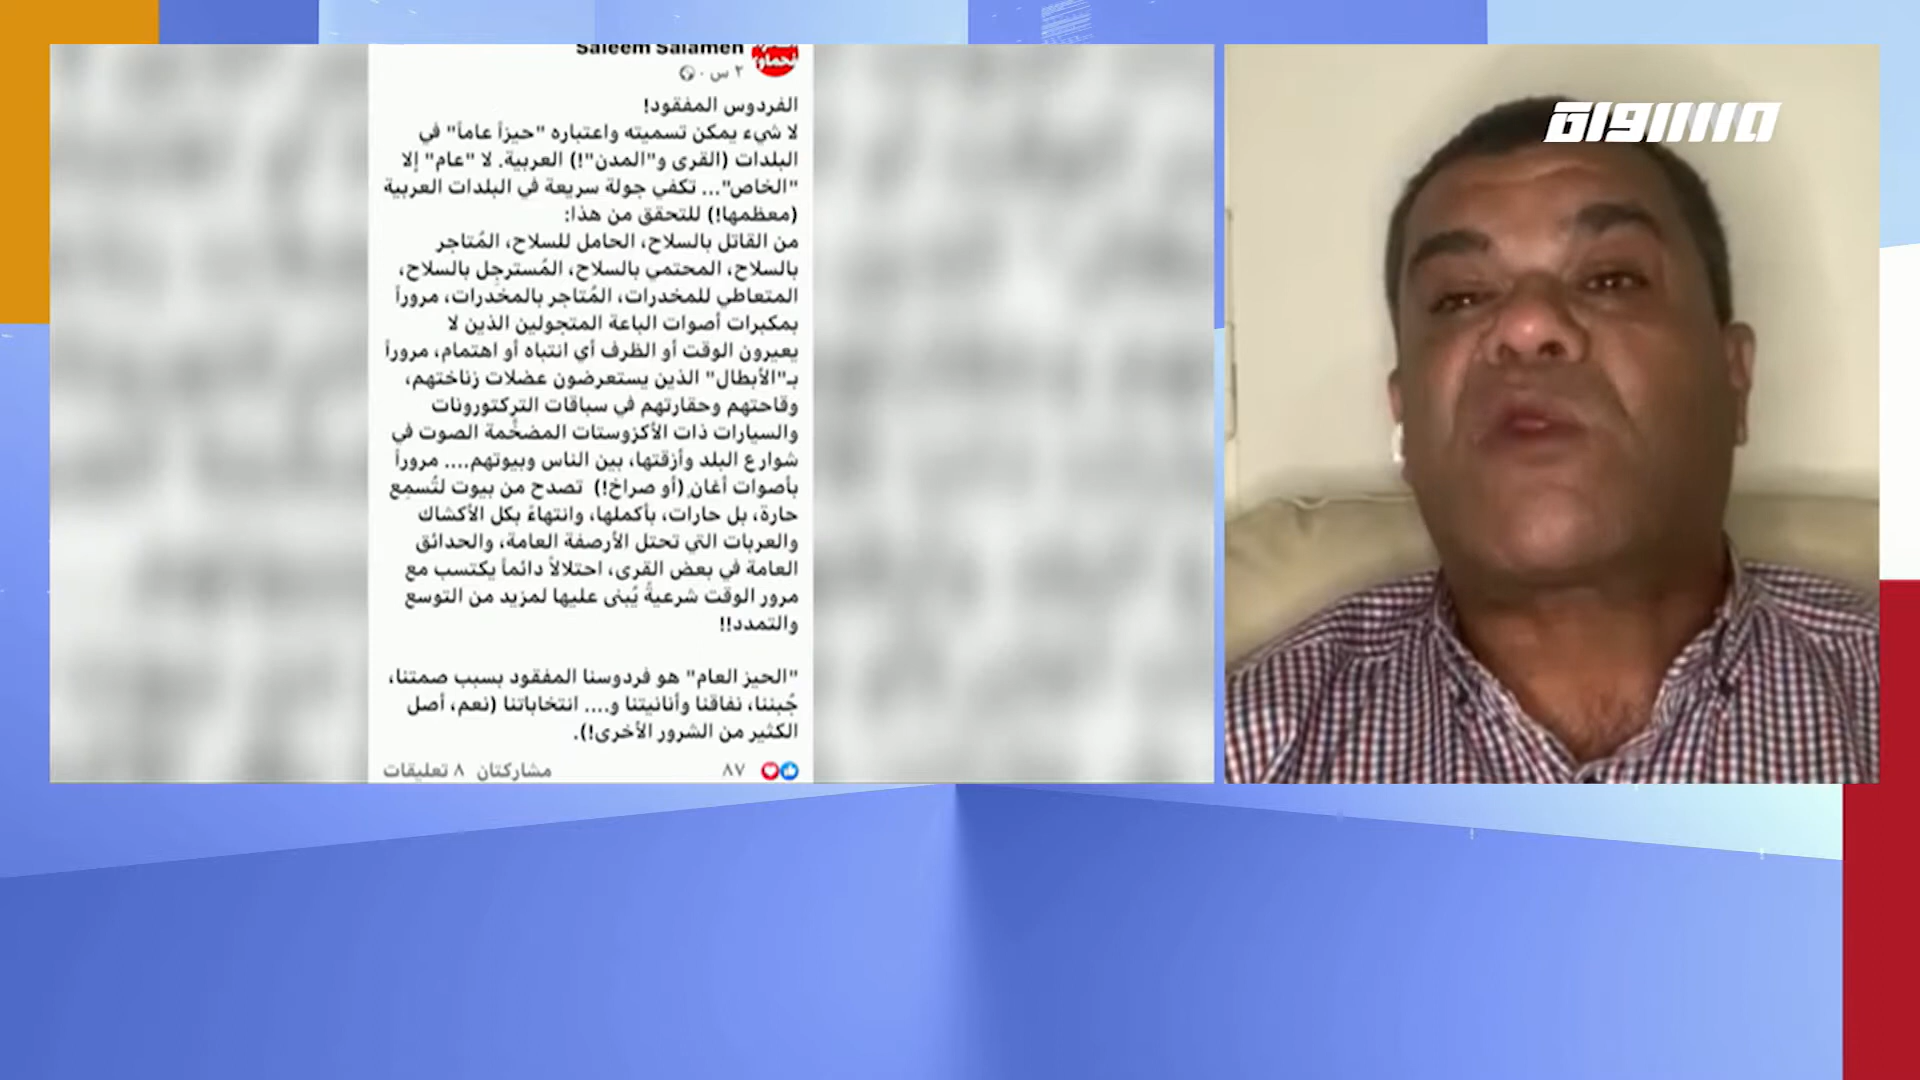 Saleem Salameh
٢ س ·
الفردوس المفقود!
لا شيء يمكن تسميته واعتباره "حيزاً عاماً" في
البلدات (القرى و"المدن"!) العربية. لا "عام" إلا
"الخاص"... تكفي جولة سريعة في البلدات العربية
(معظمها!) للتحقق من هذا:
من القاتل بالسلاح، الحامل للسلاح، المُتاجر
بالسلاح، المحتمي بالسلاح، المُسترجِل بالسلاح،
المتعاطي للمخدرات، المُتاجر بالمخدرات، مروراً
بمكبرات أصوات الباعة المتجولين الذين لا
يعيرون الوقت أو الظرف أي انتباه أو اهتمام، مروراً
بـ"الأبطال" الذين يستعرضون عضلات زناختهم،
وقاحتهم وحقارتهم في سباقات التركتورونات
والسيارات ذات الأكزوستات المضخَّمة الصوت في
شوارع البلد وأزقتها، بين الناس وبيوتهم.... مروراً
بأصوات أغانٍ (أو صراخ!) تصدح من بيوت لتُسمِع
حارة، بل حارات، بأكملها، وانتهاءً بكل الأكشاك
والعربات التي تحتل الأرصفة العامة، والحدائق
العامة في بعض القرى، احتلالاً دائماً يكتسب مع
مرور الوقت شرعيةً يُبنى عليها لمزيد من التوسع
والتمدد!!
"الحيز العام" هو فردوسنا المفقود بسبب صمتنا،
جُبننا، نفاقنا وأنانيتنا و.... انتخاباتنا (نعم، أصل
الكثير من الشرور الأخرى!).
٨٧
مشاركتان ٨ تعليقات
مساواة